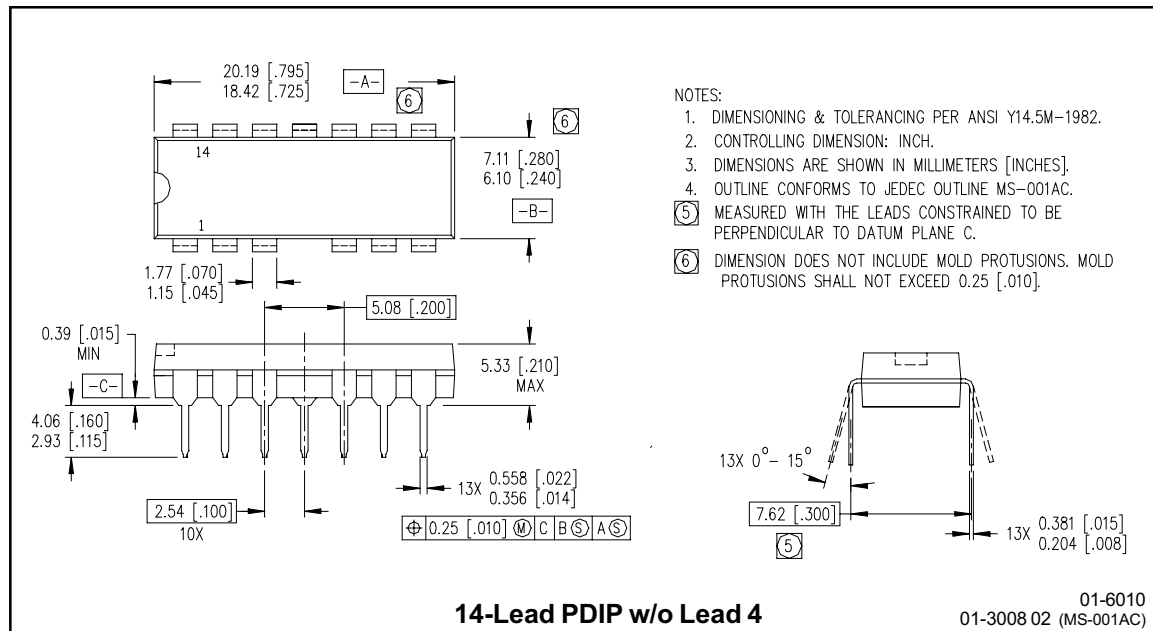 20.19 [.795]
18.42 [.725]
-A-
6
6
14
1
7.11 [.280]
6.10 [.240]
-B-
1.77 [.070]
1.15 [.045]
5.08 [.200]
0.39 [.015]
MIN
-C-
5.33 [.210]
MAX
4.06 [.160]
2.93 [.115]
13X 0.558 [.022]
0.356 [.014]
2.54 [.100]
10X
⌖ 0.25 [.010] Ⓜ C B Ⓢ A Ⓢ
NOTES:
1. DIMENSIONING & TOLERANCING PER ANSI Y14.5M-1982.
2. CONTROLLING DIMENSION: INCH.
3. DIMENSIONS ARE SHOWN IN MILLIMETERS [INCHES].
4. OUTLINE CONFORMS TO JEDEC OUTLINE MS-001AC.
5 MEASURED WITH THE LEADS CONSTRAINED TO BE
PERPENDICULAR TO DATUM PLANE C.
6 DIMENSION DOES NOT INCLUDE MOLD PROTUSIONS. MOLD
PROTUSIONS SHALL NOT EXCEED 0.25 [.010].
13X 0°- 15°
7.62 [.300]
5
13X 0.381 [.015]
0.204 [.008]
14-Lead PDIP w/o Lead 4
01-6010
01-3008 02 (MS-001AC)